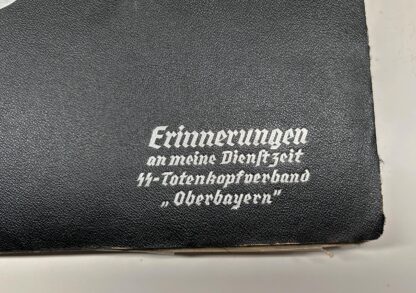 Erinnerungen
an meine Dienstzeit
SS-Totenkopfverband
„Oberbayern"